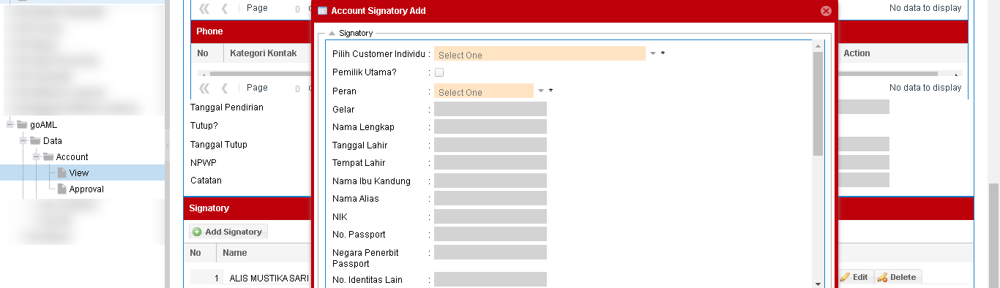 Page 0
No data to display
Phone
No Kategori Kontak Action
Page 0
No data to display
Tanggal Pendirian
Tutup?
Tanggal Tutup
NPWP
Catatan
Signatory
Add Signatory
No Name
1 ALIS MUSTIKA SARI Edit Delete
goAML
Data
Account
View
Approval
Account Signatory Add
Signatory
Pilih Customer Individu : Select One *
Pemilik Utama? :
Peran : Select One *
Gelar :
Nama Lengkap :
Tanggal Lahir :
Tempat Lahir :
Nama Ibu Kandung :
Nama Alias :
NIK :
No. Passport :
Negara Penerbit :
Passport
No. Identitas Lain :